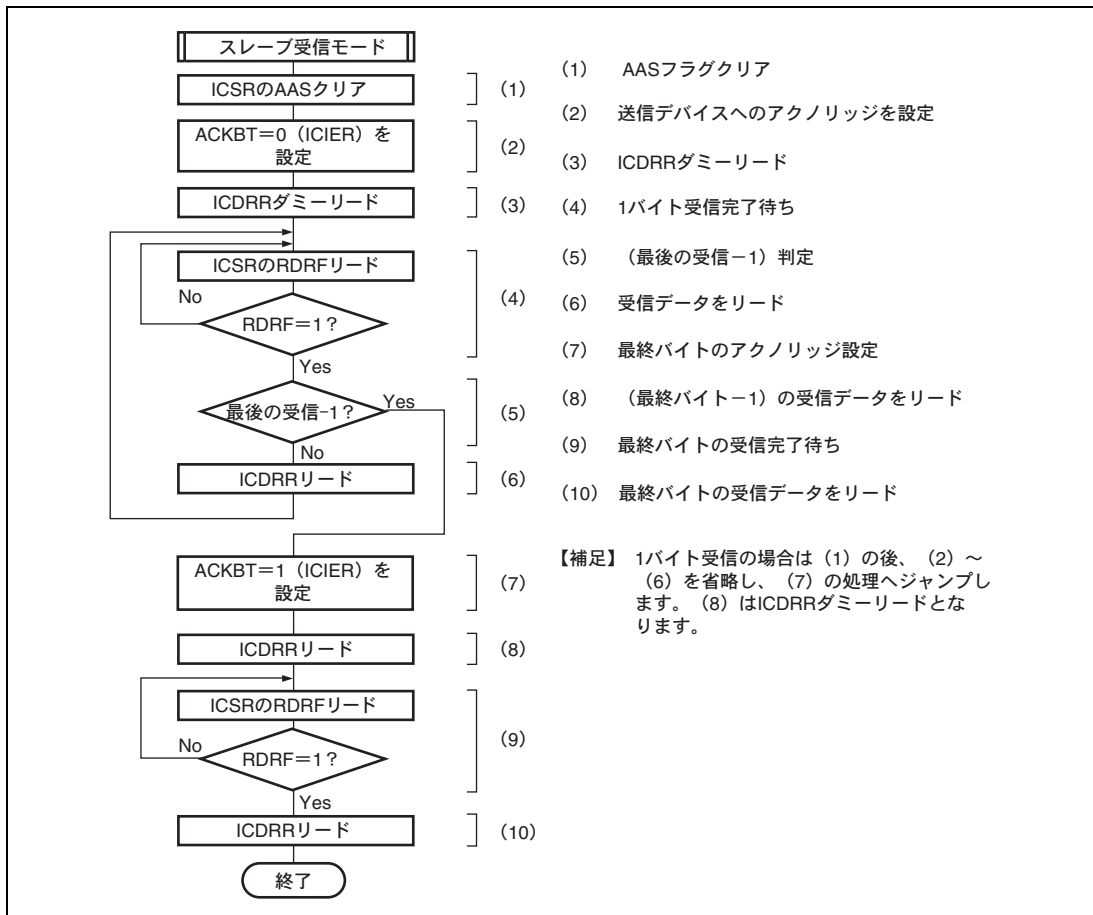 スレーブ受信モード
ICSRのAASクリア
(1)
ACKBT=0(ICIER)を
設定
(2)
ICDRRダミーリード
(3)
ICSRのRDRFリード
No
RDRF=1?
(4)
Yes
最後の受信-1?
Yes
(5)
No
ICDRRリード
(6)
ACKBT=1(ICIER)を
設定
(7)
ICDRRリード
(8)
ICSRのRDRFリード
No
RDRF=1?
(9)
Yes
ICDRRリード
(10)
終了
(1) AASフラグクリア
(2) 送信デバイスへのアクノリッジを設定
(3) ICDRRダミーリード
(4) 1バイト受信完了待ち
(5) (最後の受信-1)判定
(6) 受信データをリード
(7) 最終バイトのアクノリッジ設定
(8) (最終バイト-1)の受信データをリード
(9) 最終バイトの受信完了待ち
(10) 最終バイトの受信データをリード
【補足】 1バイト受信の場合は(1)の後、(2)~
(6)を省略し、(7)の処理へジャンプし
ます。(8)はICDRRダミーリードとな
ります。